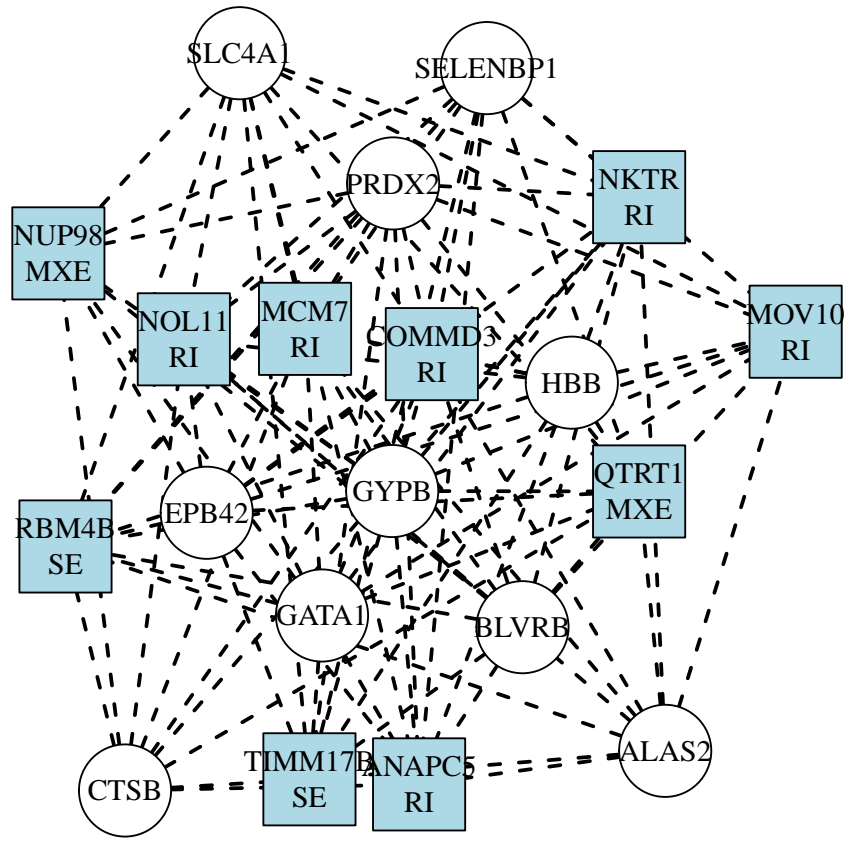 SLC4A1
SELENBP1
PRDX2
NKTR
RI
NUP98
MXE
NOL11
RI
MCM7
RI
COMMD3
RI
MOV10
RI
HBB
QTRT1
MXE
GYPB
EPB42
RBM4B
SE
GATA1
BLVRB
ALAS2
TIMM17B
SE
ANAPC5
RI
CTSB